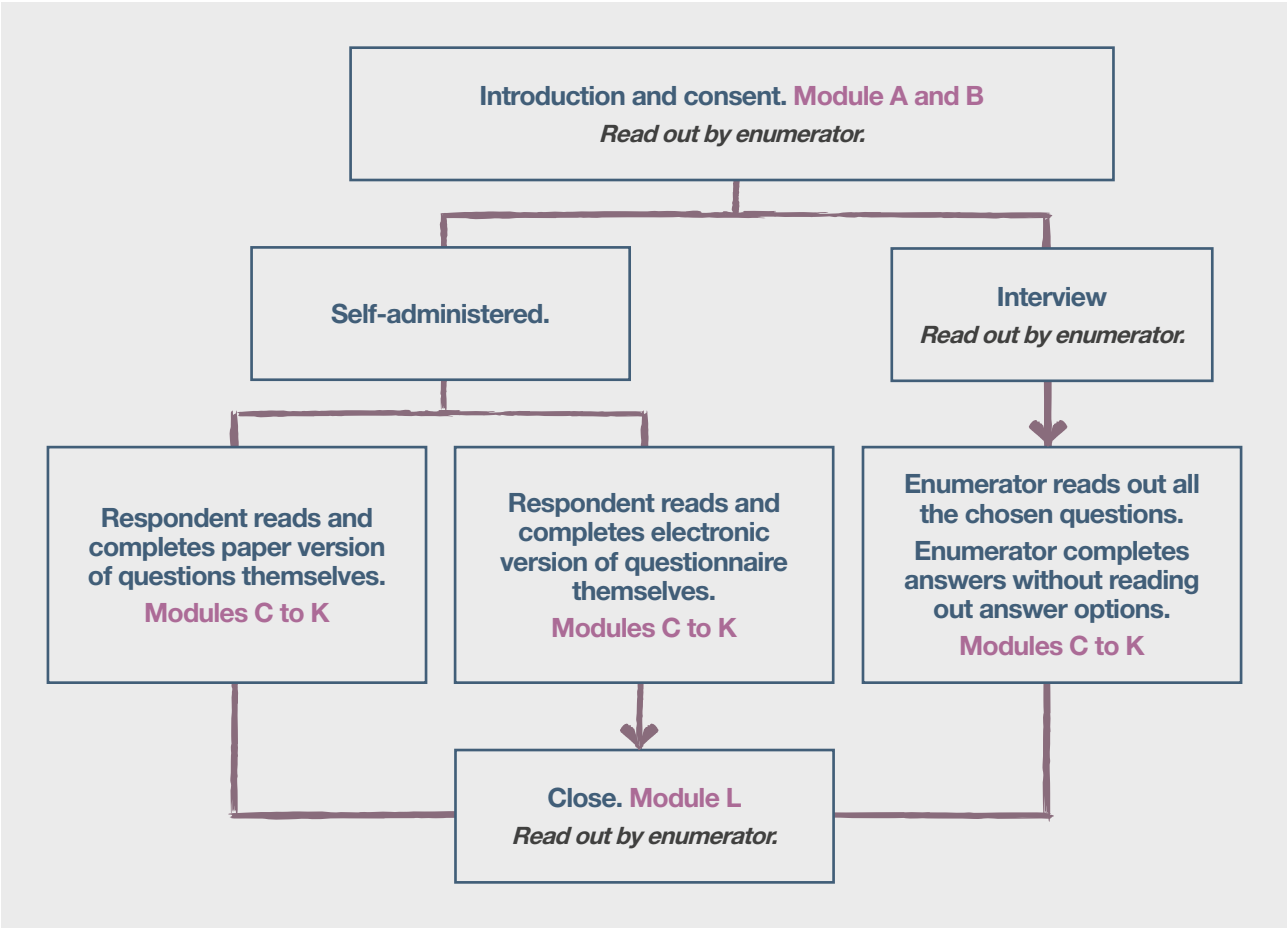 Introduction and consent. Module A and B
Read out by enumerator.
Self-administered.
Interview
Read out by enumerator.
Respondent reads and
completes paper version
of questions themselves.
Modules C to K
Respondent reads and
completes electronic
version of questionnaire
themselves.
Modules C to K
Enumerator reads out all
the chosen questions.
Enumerator completes
answers without reading
out answer options.
Modules C to K
Close. Module L
Read out by enumerator.